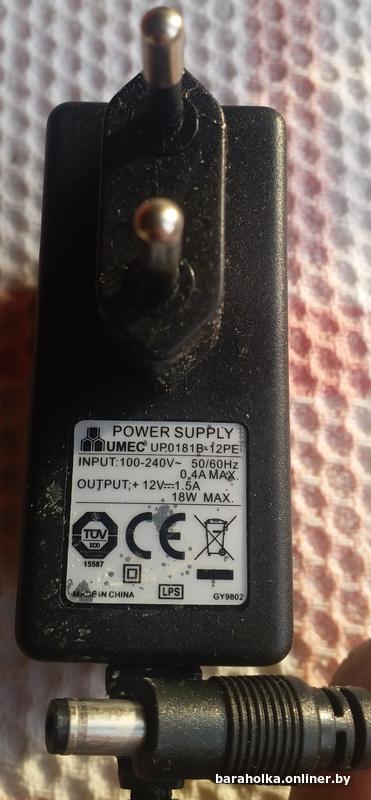 POWER SUPPLY
UMEC® UP0181B-12PE
INPUT:100-240V~ 50/60Hz
0.4A MAX.
OUTPUT:+ 12V⎓1.5A
18W MAX.
TÜV
SÜD
CE
15587
MADE IN CHINA
LPS
GY9802
baraholka.onliner.by